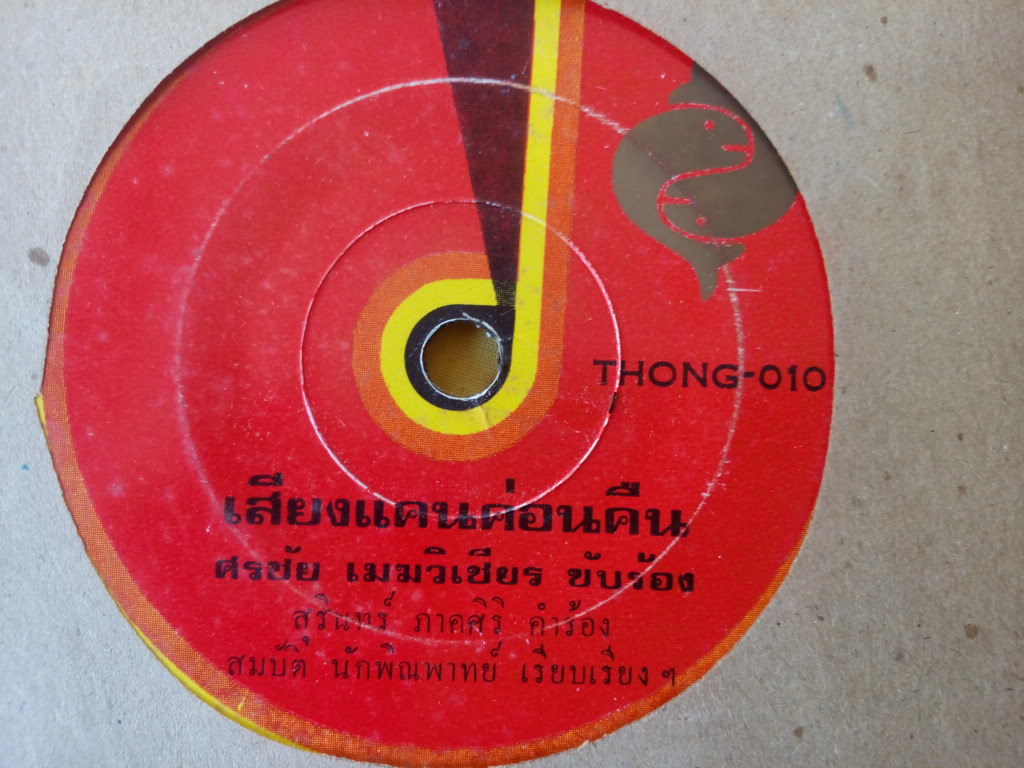 THONG-010
เสียงแคนค่อนคืน
ศรชัย เมฆวิเชียร ขับร้อง
สุรินทร์ ภาคศิริ คำร้อง
สมบัติ นักพิณพาทย์ เรียบเรียงฯ